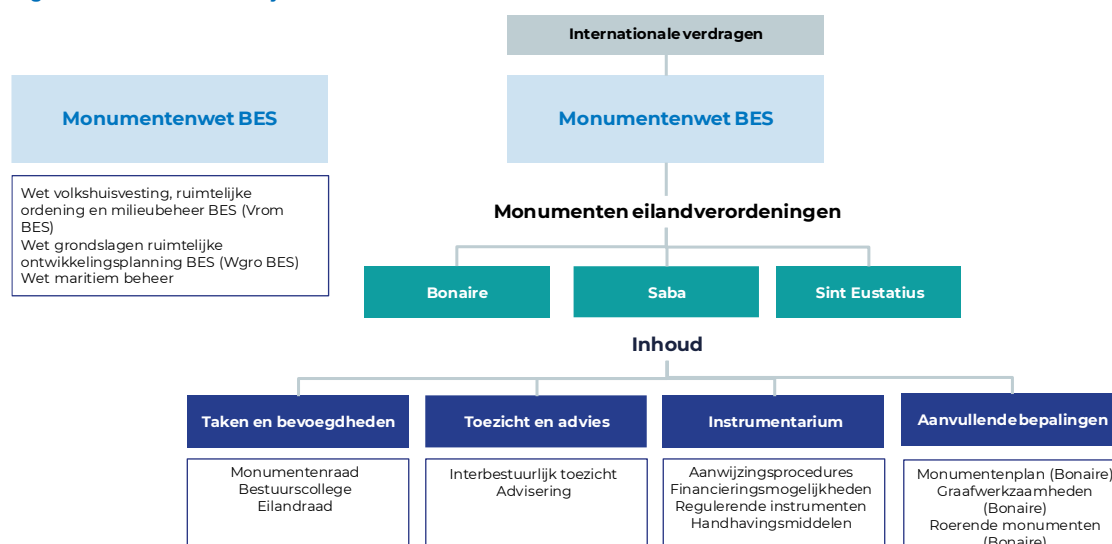 Internationale verdragen
Monumentenwet BES
Wet volkshuisvesting, ruimtelijke
ordening en milieubeheer BES (Vrom
BES)
Wet grondslagen ruimtelijke
ontwikkelingsplanning BES (Wgro BES)
Wet maritiem beheer
Monumentenwet BES
Monumenten eilandverordeningen
Bonaire
Saba
Sint Eustatius
Inhoud
Taken en bevoegdheden
Monumentenraad
Bestuurscollege
Eilandraad
Toezicht en advies
Interbestuurlijk toezicht
Advisering
Instrumentarium
Aanwijzingsprocedures
Financieringsmogelijkheden
Regulerende instrumenten
Handhavingsmiddelen
Aanvullende bepalingen
Monumentenplan (Bonaire)
Graafwerkzaamheden
(Bonaire)
Roerende monumenten
(Bonaire)